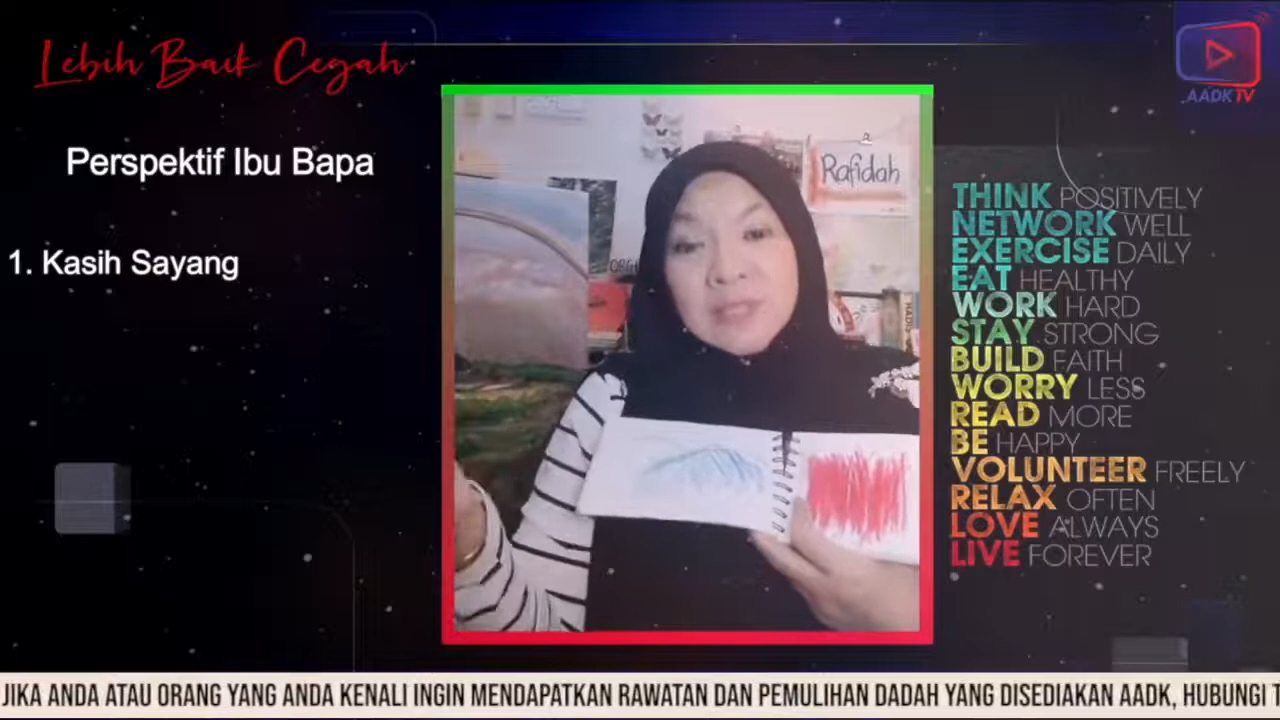 Lebih Baik Cegah
AADK TV
Perspektif Ibu Bapa
1. Kasih Sayang
Rafidah
THINK POSITIVELY
NETWORK WELL
EXERCISE DAILY
EAT HEALTHY
WORK HARD
STAY STRONG
BUILD FAITH
WORRY LESS
READ MORE
BE HAPPY
VOLUNTEER FREELY
RELAX OFTEN
LOVE ALWAYS
LIVE FOREVER
JIKA ANDA ATAU ORANG YANG ANDA KENALI INGIN MENDAPATKAN RAWATAN DAN PEMULIHAN DADAH YANG DISEDIAKAN AADK, HUBUNGI